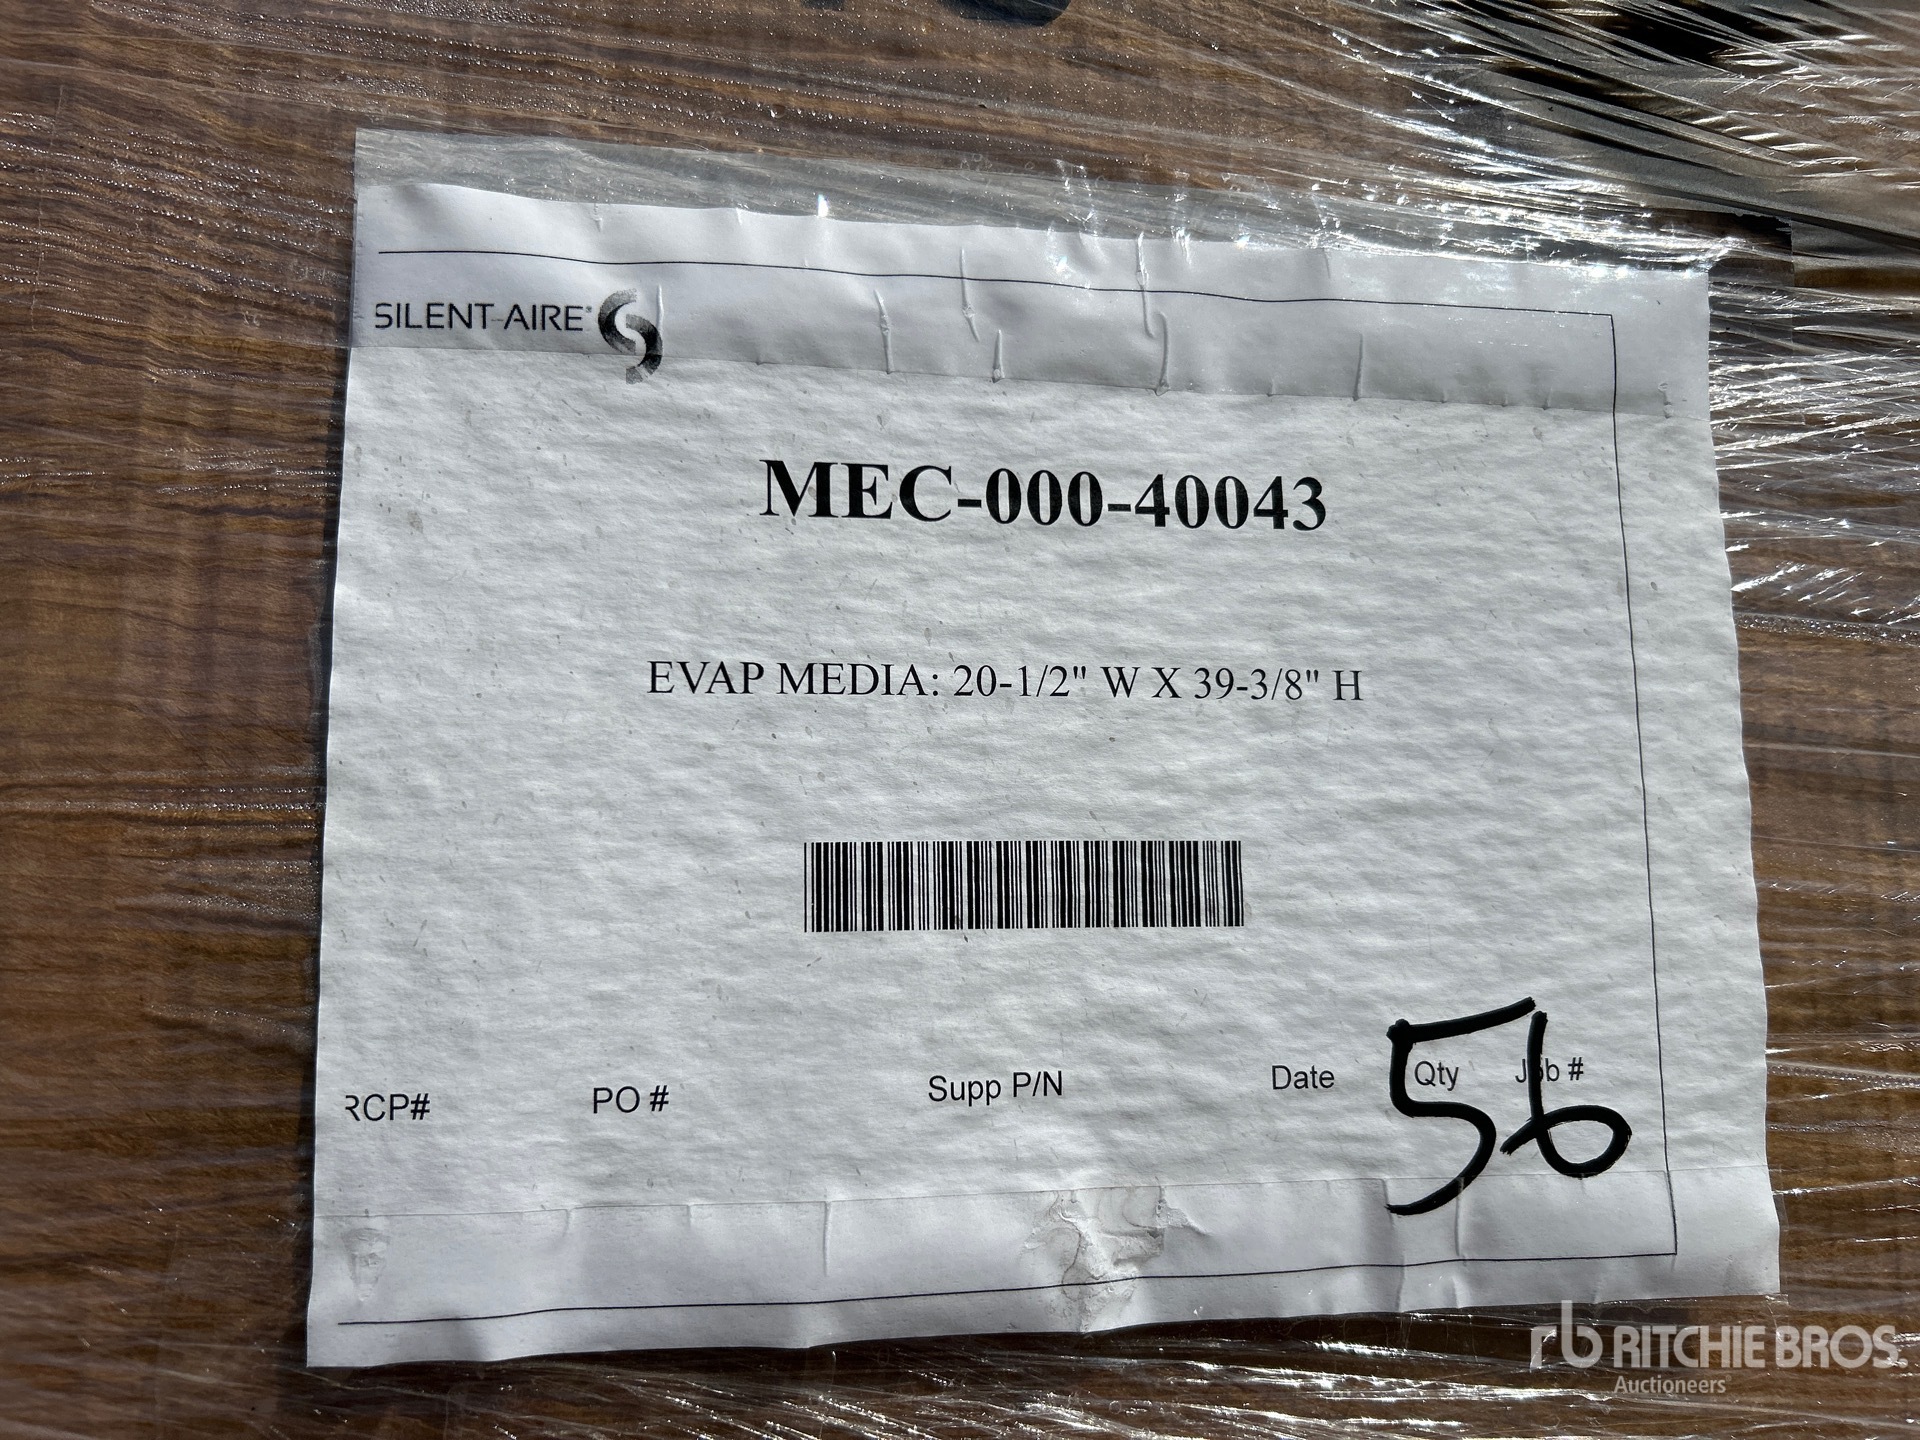 SILENT-AIRE®
MEC-000-40043
EVAP MEDIA: 20-1/2" W X 39-3/8" H
RCP# PO # Supp P/N Date Qty Job #
56
rb RITCHIE BROS.
Auctioneers